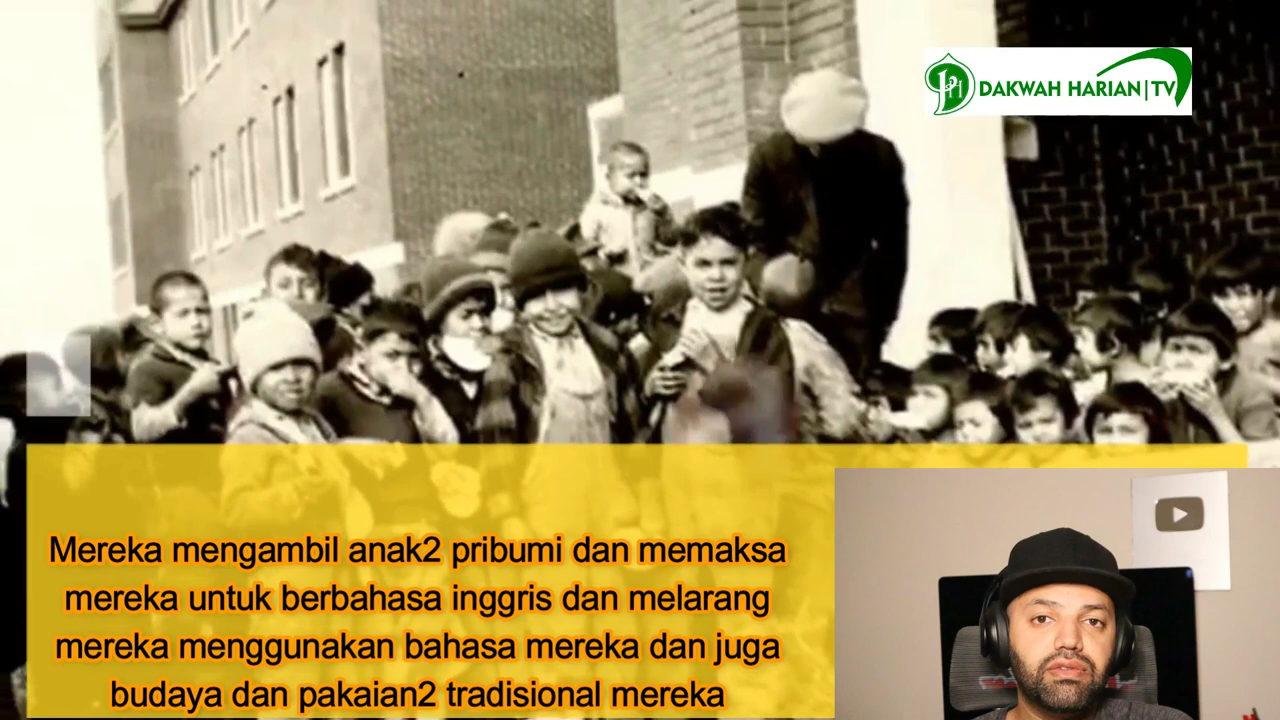 DAKWAH HARIAN|TV
Mereka mengambil anak2 pribumi dan memaksa
mereka untuk berbahasa inggris dan melarang
mereka menggunakan bahasa mereka dan juga
budaya dan pakaian2 tradisional mereka